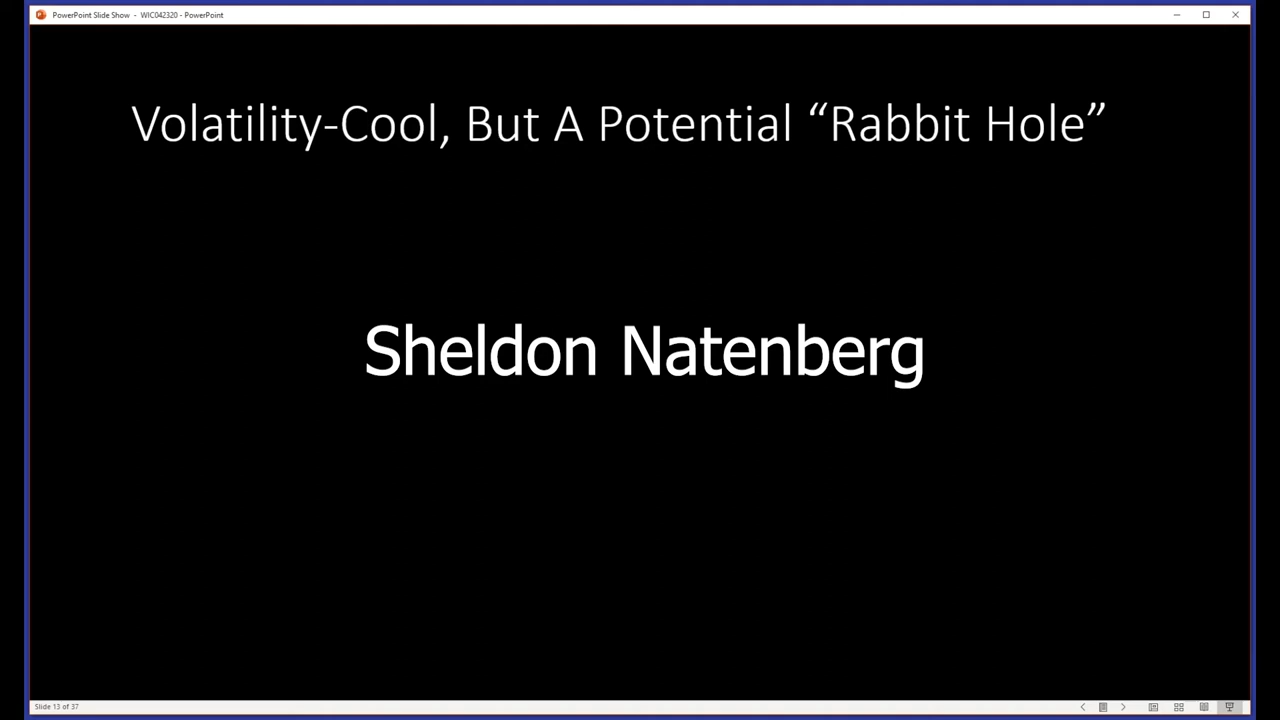 PowerPoint Slide Show - WIC042320 - PowerPoint
Volatility-Cool, But A Potential “Rabbit Hole”
Sheldon Natenberg
Slide 13 of 37